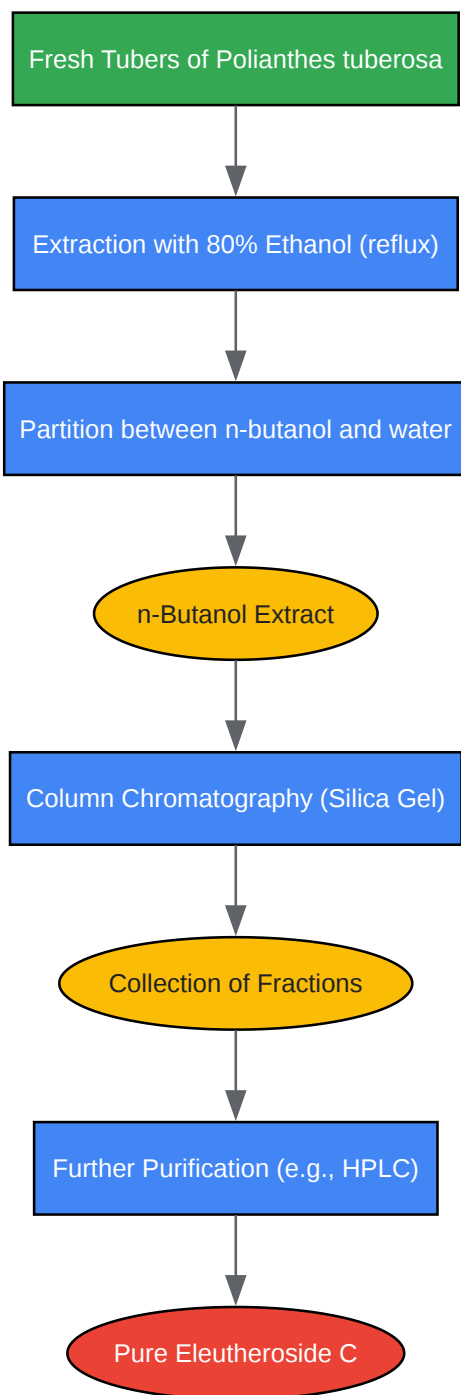 Fresh Tubers of Polianthes tuberosa
Extraction with 80% Ethanol (reflux)
Partition between n-butanol and water
n-Butanol Extract
Column Chromatography (Silica Gel)
Collection of Fractions
Further Purification (e.g., HPLC)
Pure Eleutheroside C